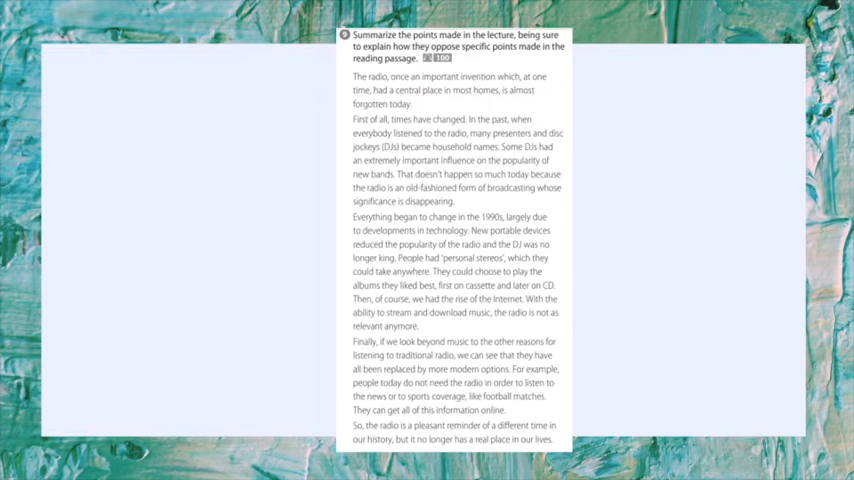 9 Summarize the points made in the lecture, being sure
to explain how they oppose specific points made in the
reading passage. 100
The radio, once an important invention which, at one
time, had a central place in most homes, is almost
forgotten today.
First of all, times have changed. In the past, when
everybody listened to the radio, many presenters and disc
jockeys (DJs) became household names. Some DJs had
an extremely important influence on the popularity of
new bands. That doesn't happen so much today because
the radio is an old-fashioned form of broadcasting whose
significance is disappearing.
Everything began to change in the 1990s, largely due
to developments in technology. New portable devices
reduced the popularity of the radio and the DJ was no
longer king. People had 'personal stereos', which they
could take anywhere. They could choose to play the
albums they liked best, first on cassette and later on CD.
Then, of course, we had the rise of the Internet. With the
ability to stream and download music, the radio is not as
relevant anymore.
Finally, if we look beyond music to the other reasons for
listening to traditional radio, we can see that they have
all been replaced by more modern options. For example,
people today do not need the radio in order to listen to
the news or to sports coverage, like football matches.
They can get all of this information online.
So, the radio is a pleasant reminder of a different time in
our history, but it no longer has a real place in our lives.